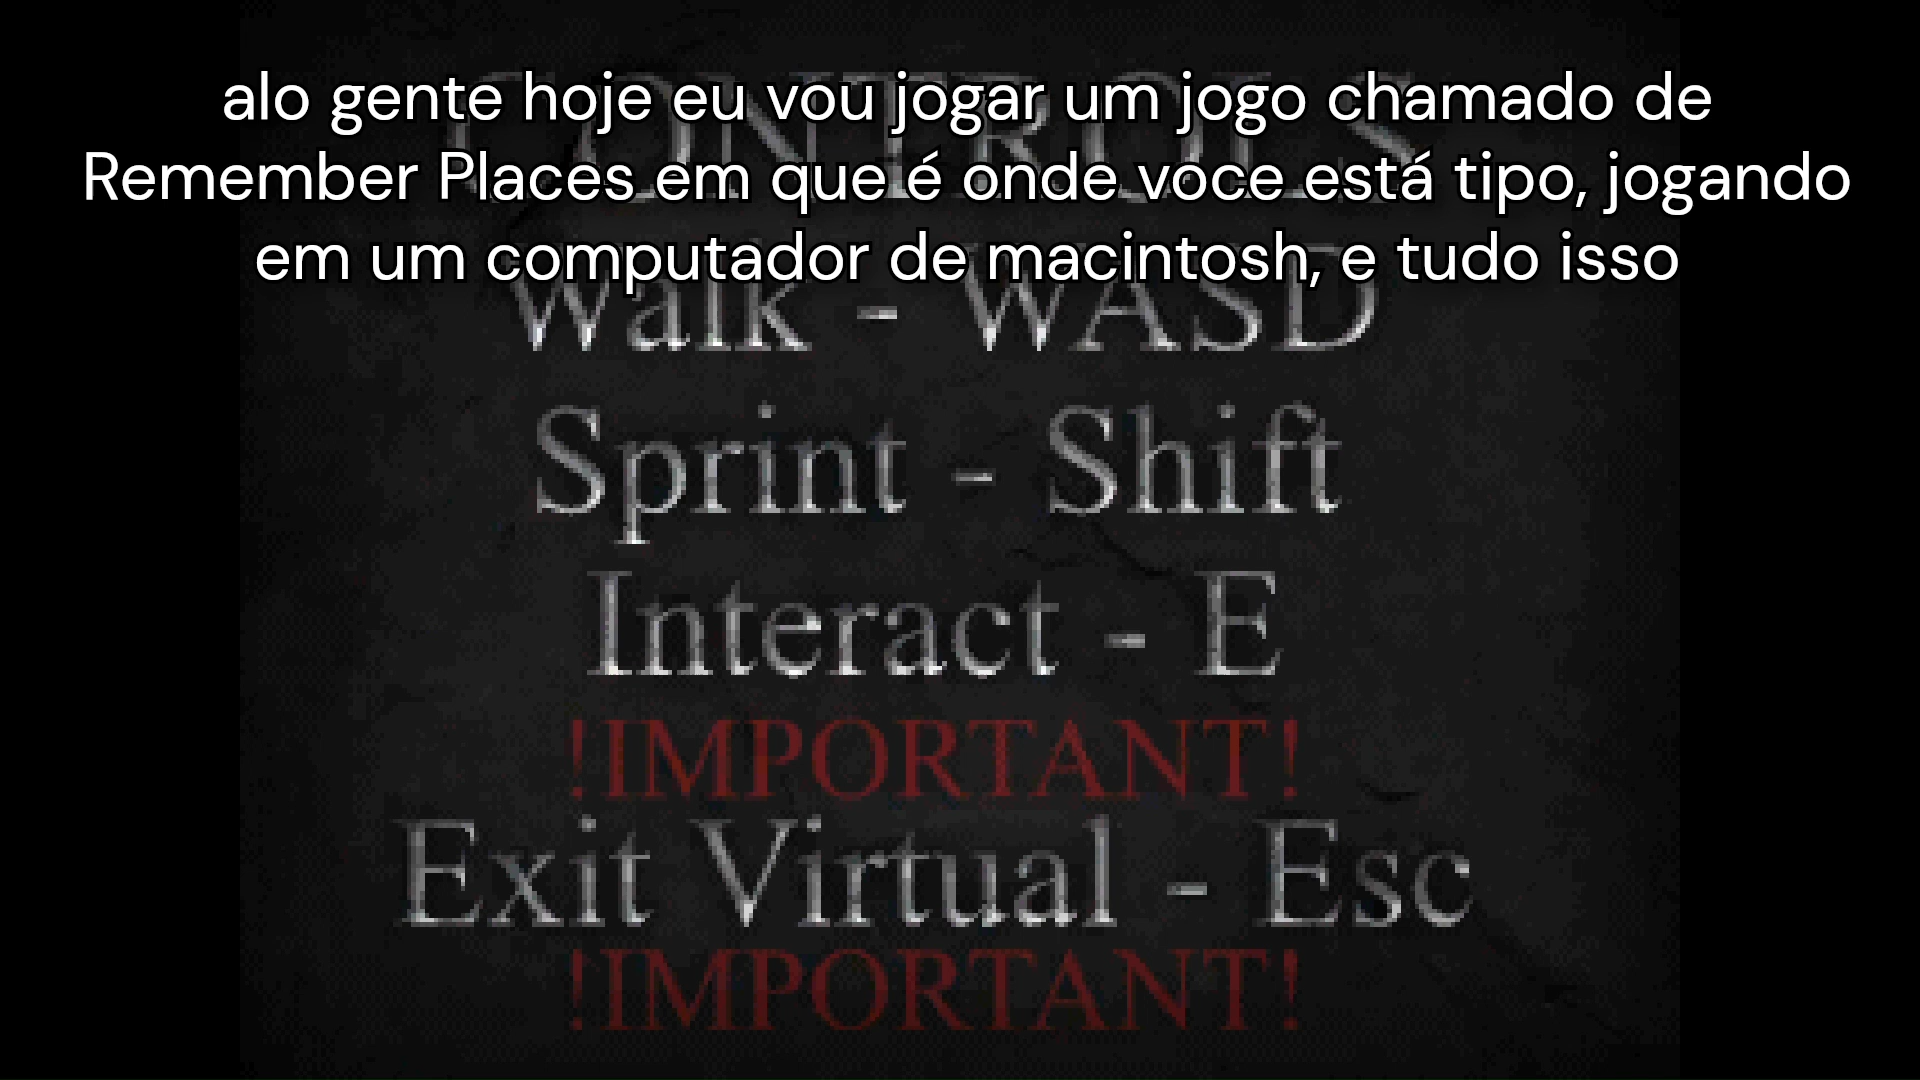 alo gente hoje eu vou jogar um jogo chamado de
Remember Places em que é onde voce está tipo, jogando
em um computador de macintosh, e tudo isso
CONTROLS
Walk - WASD
Sprint - Shift
Interact - E
!IMPORTANT!
Exit Virtual - Esc
!IMPORTANT!